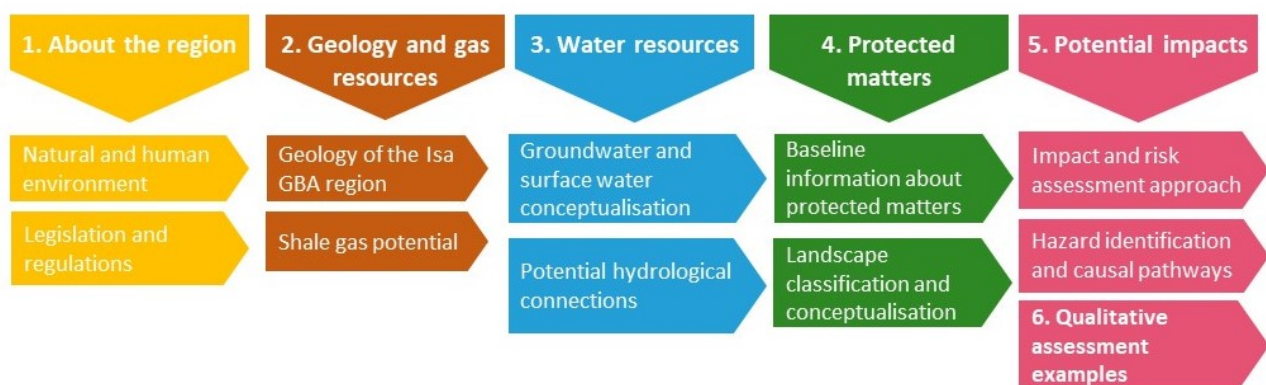 1. About the region
Natural and human
environment
Legislation and
regulations
2. Geology and gas
resources
Geology of the Isa
GBA region
Shale gas potential
3. Water resources
Groundwater and
surface water
conceptualisation
Potential hydrological
connections
4. Protected
matters
Baseline
information about
protected matters
Landscape
classification and
conceptualisation
5. Potential impacts
Impact and risk
assessment approach
Hazard identification
and causal pathways
6. Qualitative
assessment
examples